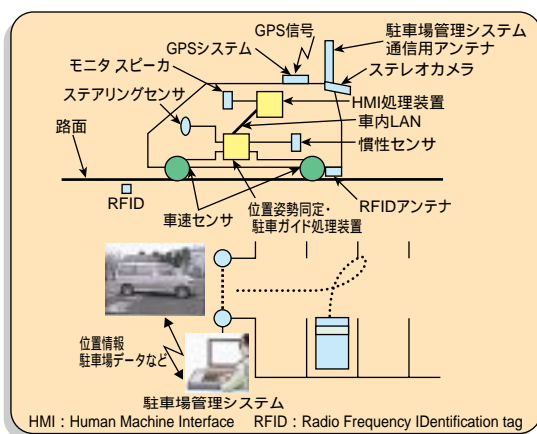 GPS信号
GPSシステム
駐車場管理システム
通信用アンテナ
モニタ スピーカ
ステレオカメラ
ステアリングセンサ
HMI処理装置
車内LAN
路面
慣性センサ
RFID
車速センサ
位置姿勢同定・
駐車ガイド処理装置
RFIDアンテナ
位置情報
駐車場データなど
駐車場管理システム
HMI：Human Machine Interface RFID：Radio Frequency IDentification tag